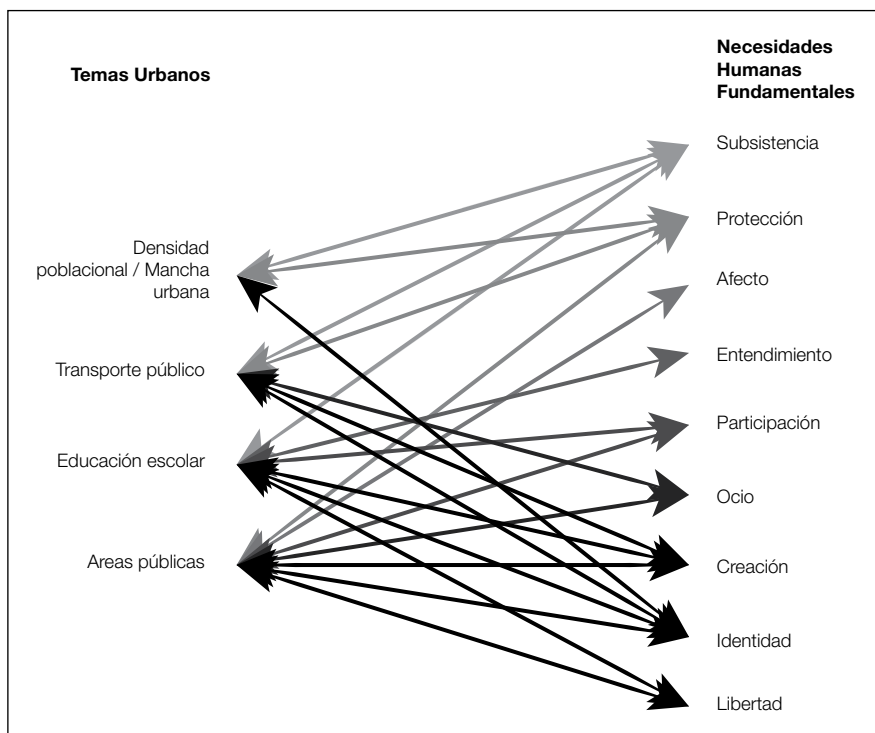 Temas Urbanos
Densidad
poblacional / Mancha
urbana
Transporte público
Educación escolar
Areas públicas
Necesidades
Humanas
Fundamentales
Subsistencia
Protección
Afecto
Entendimiento
Participación
Ocio
Creación
Identidad
Libertad